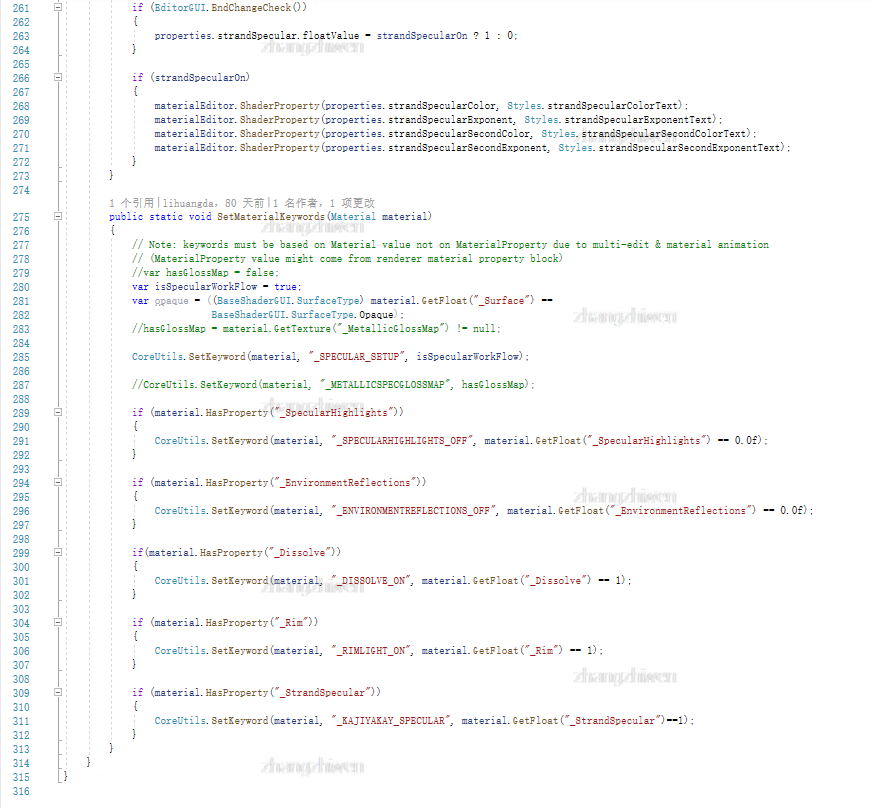 261 if (EditorGUI.EndChangeCheck())
262 {
263 properties.strandSpecular.floatValue = strandSpecularOn ? 1 : 0;
zhangzhiwen
264 }
265
266 if (strandSpecularOn)
267 {
268 materialEditor.ShaderProperty(properties.strandSpecularColor, Styles.strandSpecularColorText);
269 materialEditor.ShaderProperty(properties.strandSpecularExponent, Styles.strandSpecularExponentText);
270 materialEditor.ShaderProperty(properties.strandSpecularSecondColor, Styles.strandSpecularSecondColorText);
zhangzhiwen
271 materialEditor.ShaderProperty(properties.strandSpecularSecondExponent, Styles.strandSpecularSecondExponentText);
272 }
273 }
274
1 个引用|lihuangda，80 天前|1 名作者，1 项更改
275 public static void SetMaterialKeywords(Material material)
zhangzhiwen
276 {
277 // Note: keywords must be based on Material value not on MaterialProperty due to multi-edit & material animation
278 // (MaterialProperty value might come from renderer material property block)
279 //var hasGlossMap = false;
280 var isSpecularWorkFlow = true;
281 var opaque = ((BaseShaderGUI.SurfaceType) material.GetFloat("_Surface") ==
282 BaseShaderGUI.SurfaceType.Opaque);
zhangzhiwen
283 //hasGlossMap = material.GetTexture("_MetallicGlossMap") != null;
284
285 CoreUtils.SetKeyword(material, "_SPECULAR_SETUP", isSpecularWorkFlow);
286
287 //CoreUtils.SetKeyword(material, "_METALLICSPECGLOSSMAP", hasGlossMap);
288
zhangzhiwen
289 if (material.HasProperty("_SpecularHighlights"))
290 {
291 CoreUtils.SetKeyword(material, "_SPECULARHIGHLIGHTS_OFF", material.GetFloat("_SpecularHighlights") == 0.0f);
292 }
293
294 if (material.HasProperty("_EnvironmentReflections"))
295 {
zhangzhiwen
296 CoreUtils.SetKeyword(material, "_ENVIRONMENTREFLECTIONS_OFF", material.GetFloat("_EnvironmentReflections") == 0.0f);
297 }
298
299 if(material.HasProperty("_Dissolve"))
300 {
301 CoreUtils.SetKeyword(material, "_DISSOLVE_ON", material.GetFloat("_Dissolve") == 1);
zhangzhiwen
302 }
303
304 if (material.HasProperty("_Rim"))
305 {
306 CoreUtils.SetKeyword(material, "_RIMLIGHT_ON", material.GetFloat("_Rim") == 1);
307 }
308
zhangzhiwen
309 if (material.HasProperty("_StrandSpecular"))
310 {
311 CoreUtils.SetKeyword(material, "_KAJIYAKAY_SPECULAR", material.GetFloat("_StrandSpecular")==1);
312 }
313 }
314 }
zhangzhiwen
315 }
316